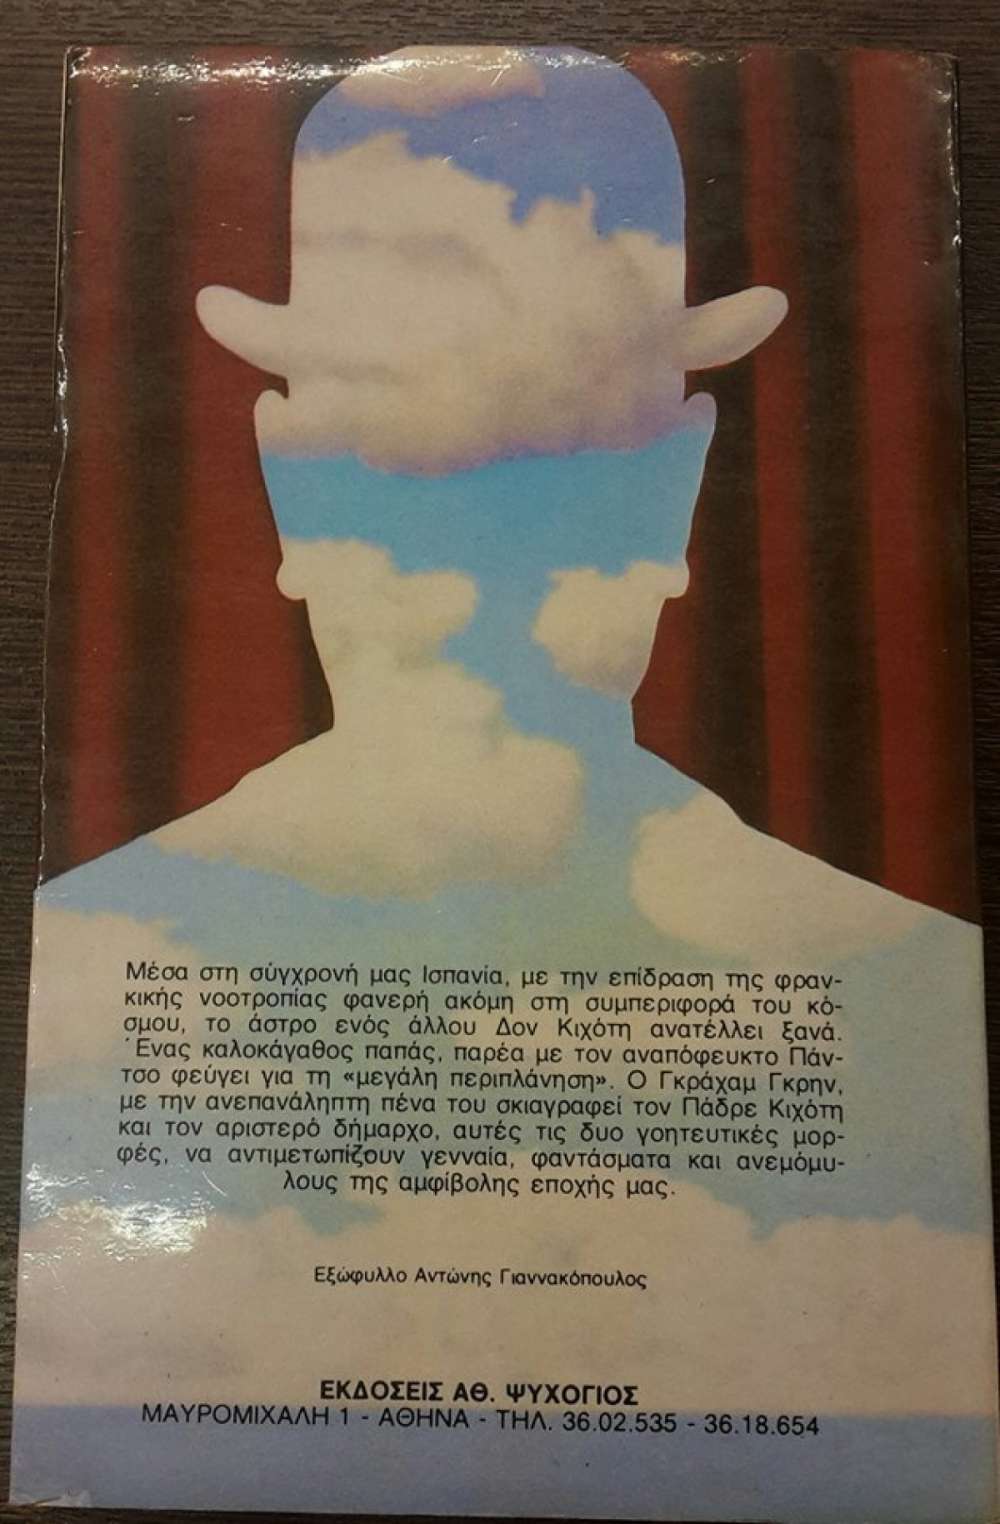 Μέσα στη σύγχρονή μας Ισπανία, με την επίδραση της φραν-
κικής νοοτροπίας φανερή ακόμη στη συμπεριφορά του κό-
σμου, το άστρο ενός άλλου Δον Κιχότη ανατέλλει ξανά.
Ένας καλοκάγαθος παπάς, παρέα με τον αναπόφευκτο Πάν-
τσο φεύγει για τη «μεγάλη περιπλάνηση». Ο Γκράχαμ Γκρην,
με την ανεπανάληπτη πένα του σκιαγραφεί τον Πάδρε Κιχότη
και τον αριστερό δήμαρχο, αυτές τις δυο γοητευτικές μορ-
φές, να αντιμετωπίζουν γενναία, φαντάσματα και ανεμόμυ-
λους της αμφίβολης εποχής μας.
Εξώφυλλο Αντώνης Γιαννακόπουλος
ΕΚΔΟΣΕΙΣ ΑΘ. ΨΥΧΟΓΙΟΣ
ΜΑΥΡΟΜΙΧΑΛΗ 1 - ΑΘΗΝΑ - ΤΗΛ. 36.02.535 - 36.18.654